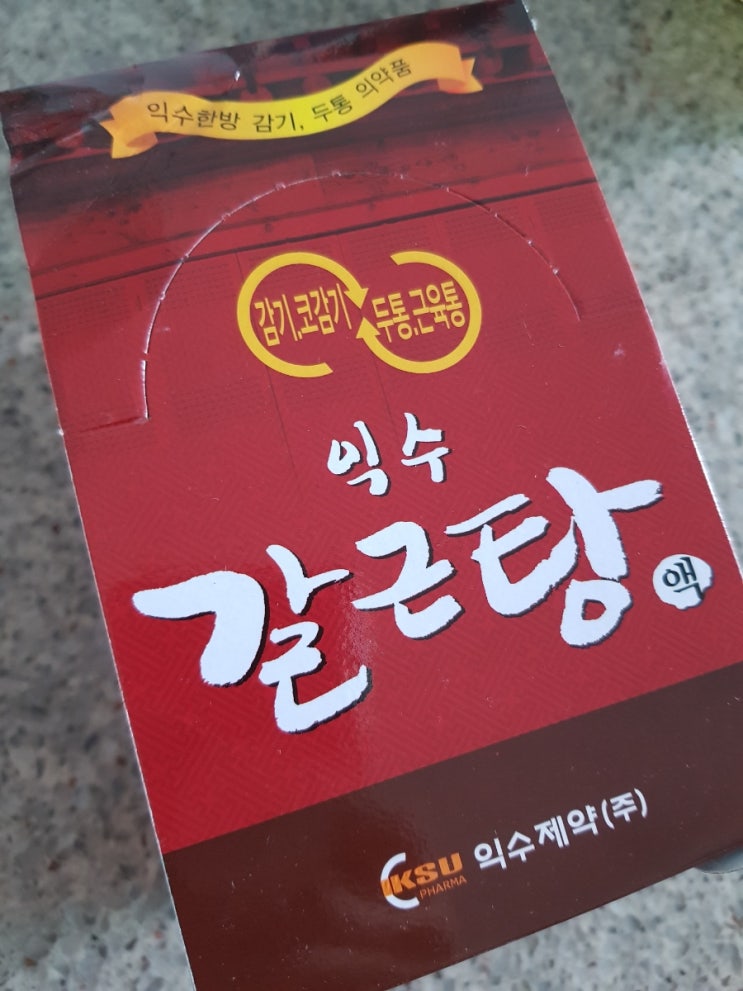 익수한방 감기, 두통 의약품
감기,코감기 두통,근육통
익수
갈근탕 액
IKSU PHARMA 익수제약(주)